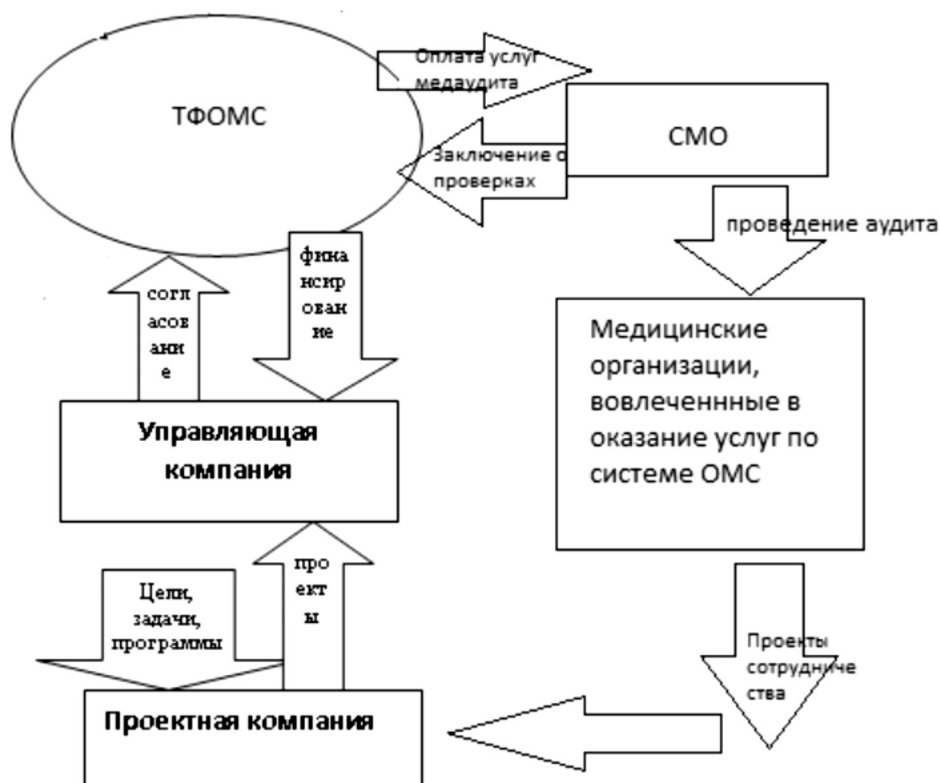 Оплата услуг
медаудита
ТФОМС
СМО
Заключение о
проверках
проведение аудита
фина
нсир
ован
ие
согл
асов
ани
е
Медицинские
организации,
вовлеченнные в
оказание услуг по
системе ОМС
Управляющая
компания
про
ект
ы
Цели,
задачи,
программы
Проекты
сотрудниче
ства
Проектная компания